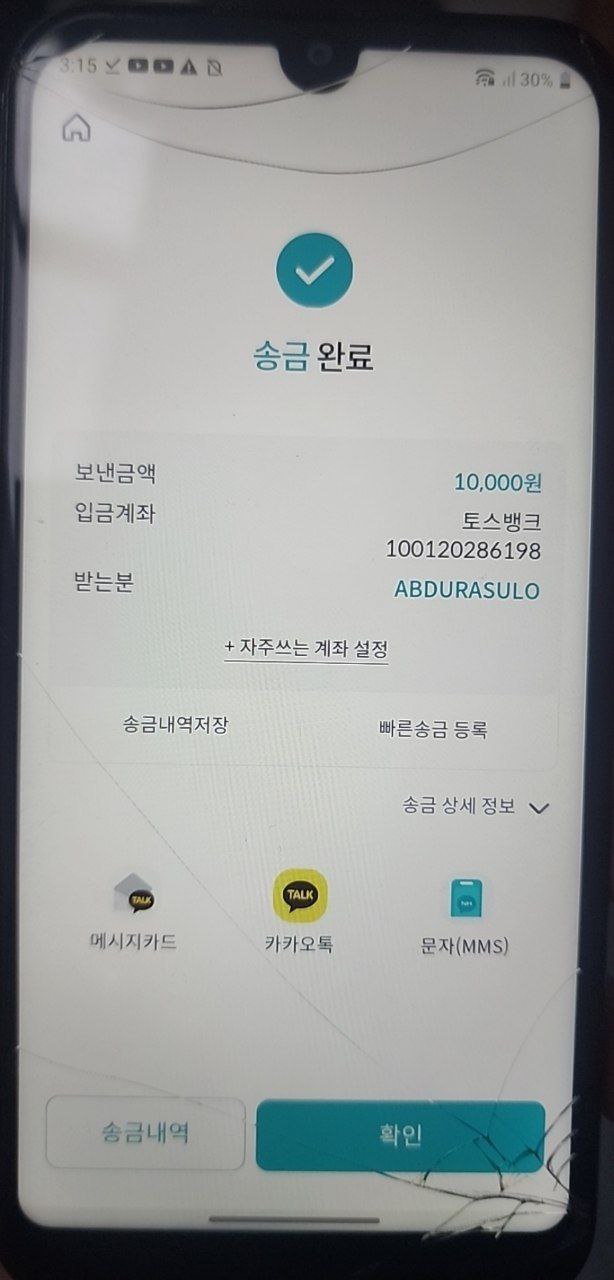 3:15
30%
송금 완료
보낸금액 10,000원
입금계좌 토스뱅크
100120286198
받는분 ABDURASULO
+ 자주쓰는 계좌 설정
송금내역저장 빠른송금 등록
송금 상세 정보
TALK TALK NH
메시지카드 카카오톡 문자(MMS)
송금내역 확인